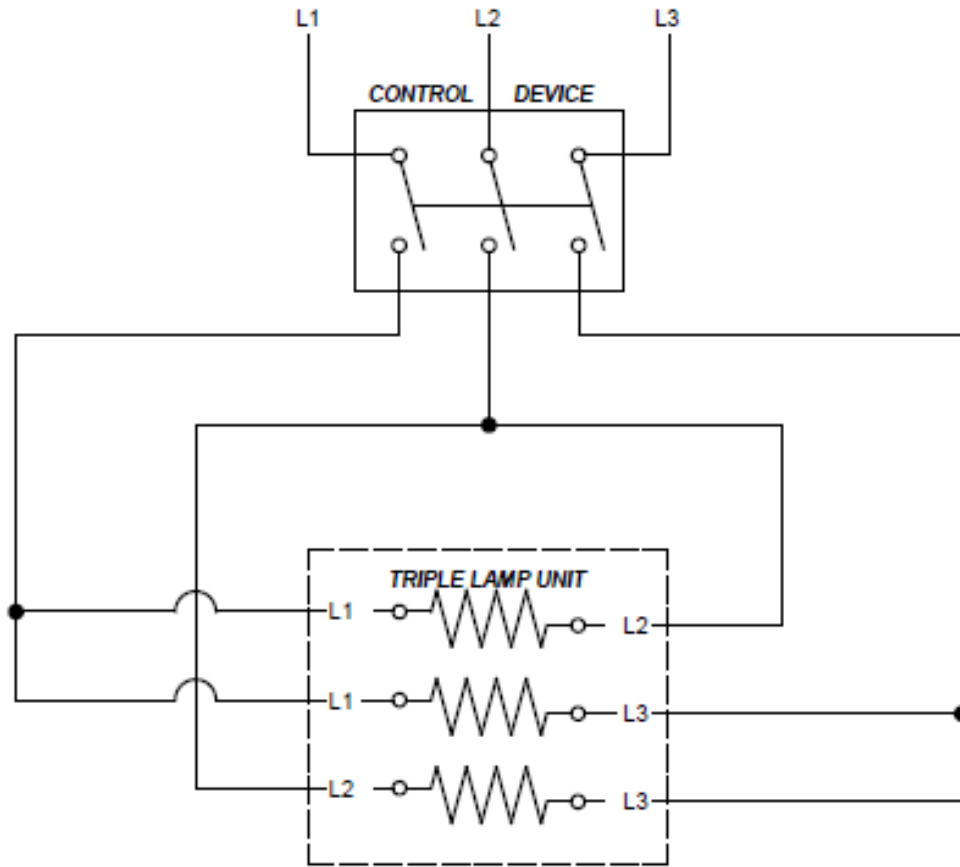 L1 L2 L3
CONTROL DEVICE
TRIPLE LAMP UNIT
L1 L2
L1 L3
L2 L3